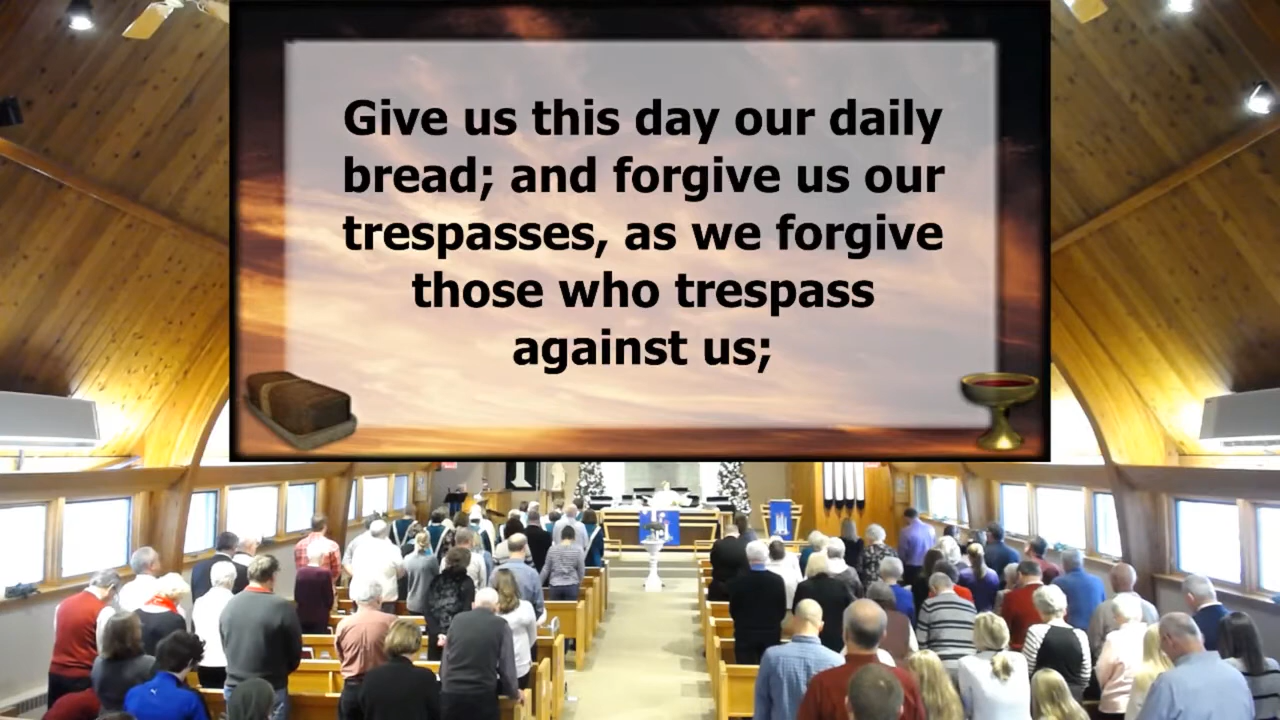 Give us this day our daily
bread; and forgive us our
trespasses, as we forgive
those who trespass
against us;